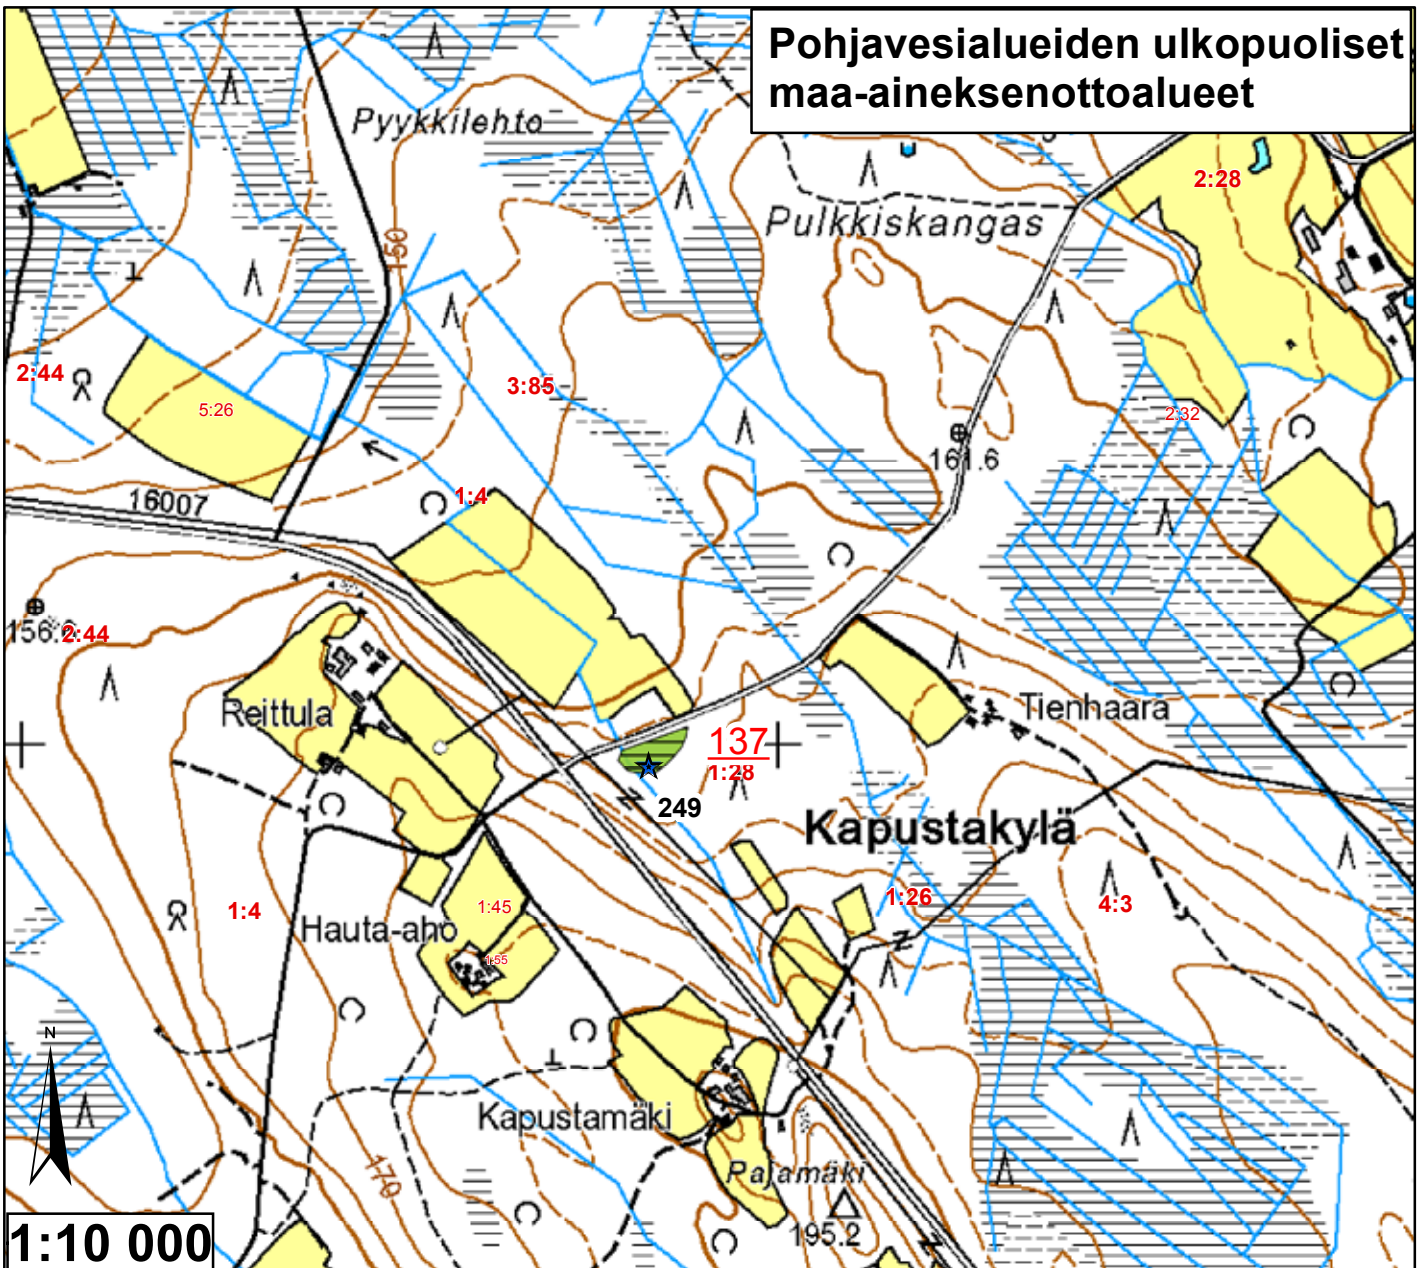 Pohjavesialueiden ulkopuoliset
maa-aineksenottoalueet
Pyykkilehto
2:28
Pulkkiskangas
150
2:44
3:85
5:26
2:32
161.6
16007
1:4
156.6
2:44
Reittula
Tienhaara
137
1:28
249
Kapustakylä
1:26
4:3
1:4
1:45
Hauta-aho
1:55
N
Kapustamäki
170
Pajamäki
195.2
1:10 000